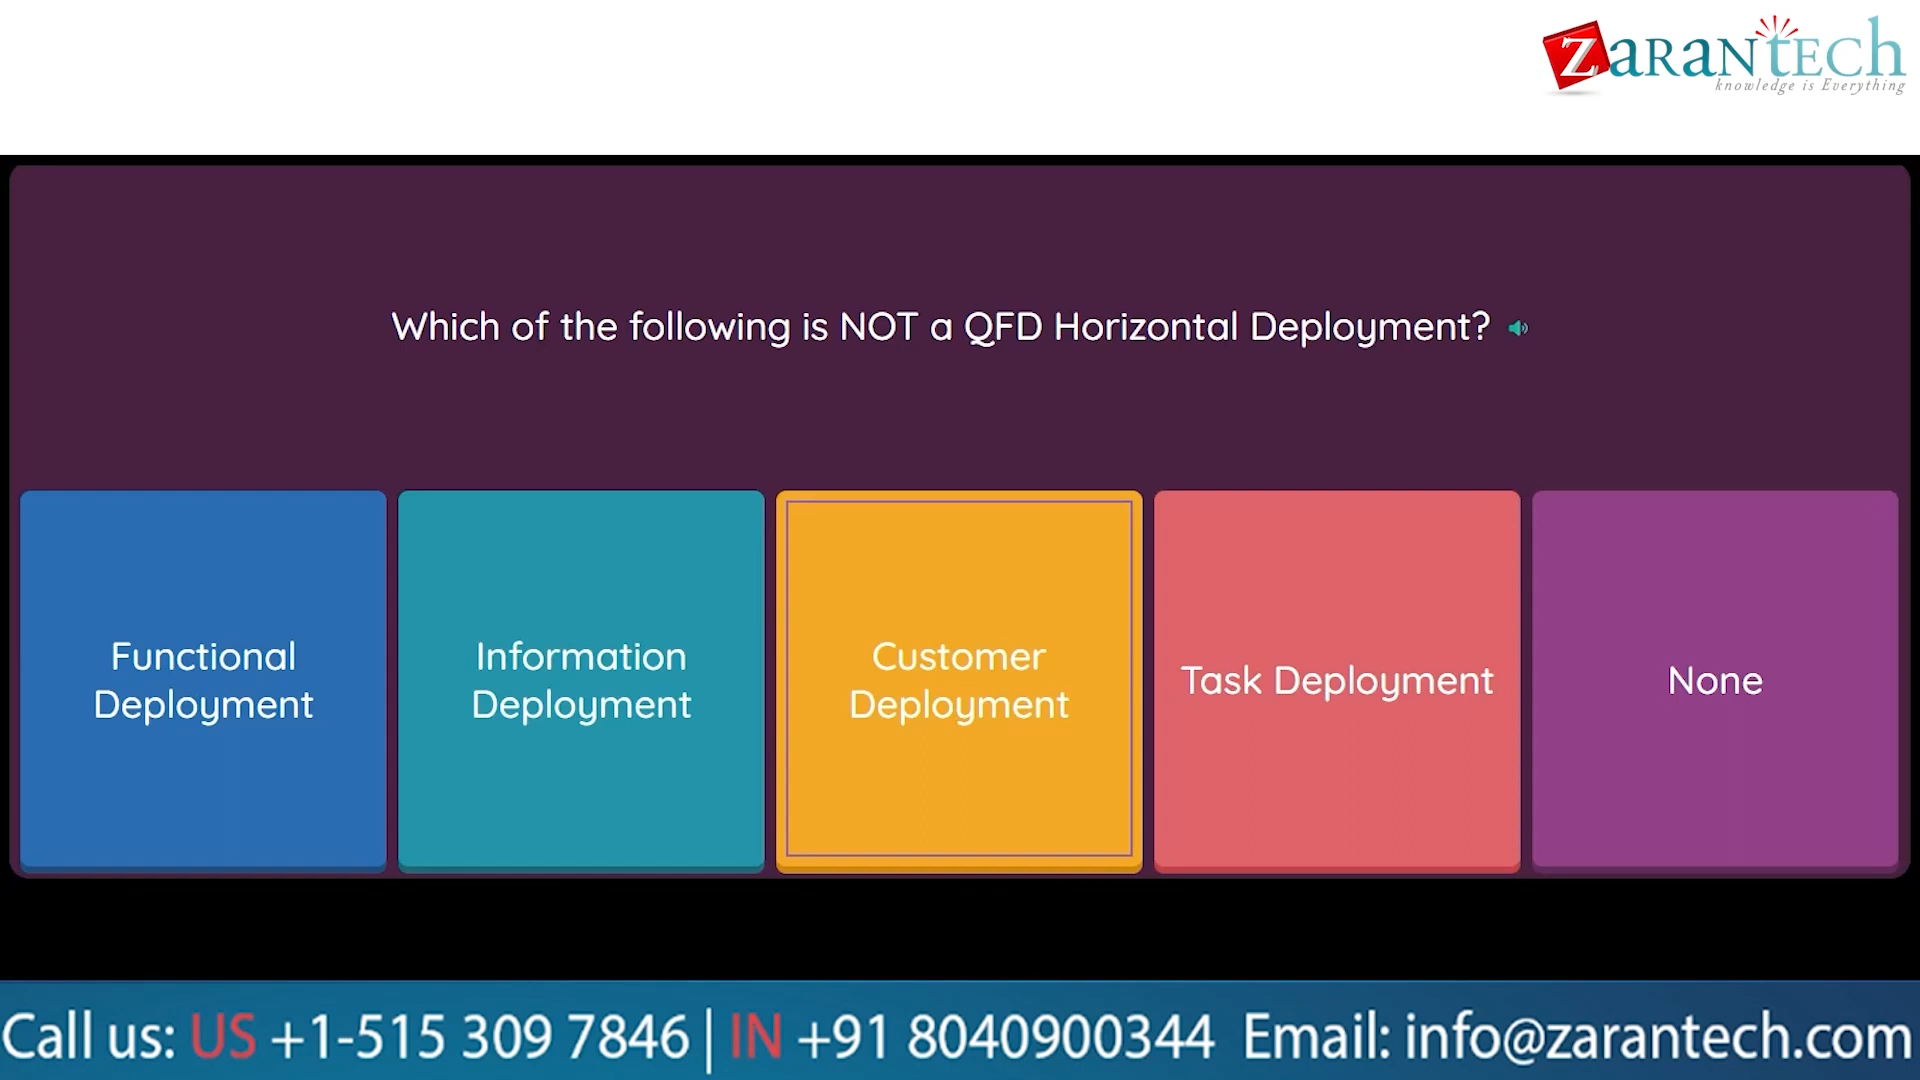 ZARANTECH
knowledge is Everything
Which of the following is NOT a QFD Horizontal Deployment?
Functional
Deployment
Information
Deployment
Customer
Deployment
Task Deployment
None
Call us: US +1-515 309 7846 | IN +91 8040900344 Email: info@zarantech.com